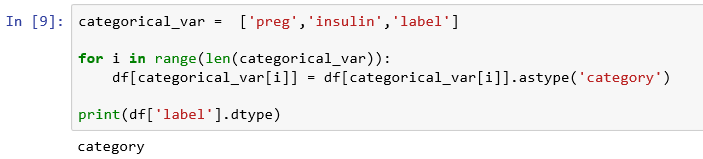 In [9]: categorical_var =  ['preg','insulin','label']
for i in range(len(categorical_var)):
    df[categorical_var[i]] = df[categorical_var[i]].astype('category')
print(df['label'].dtype)
category